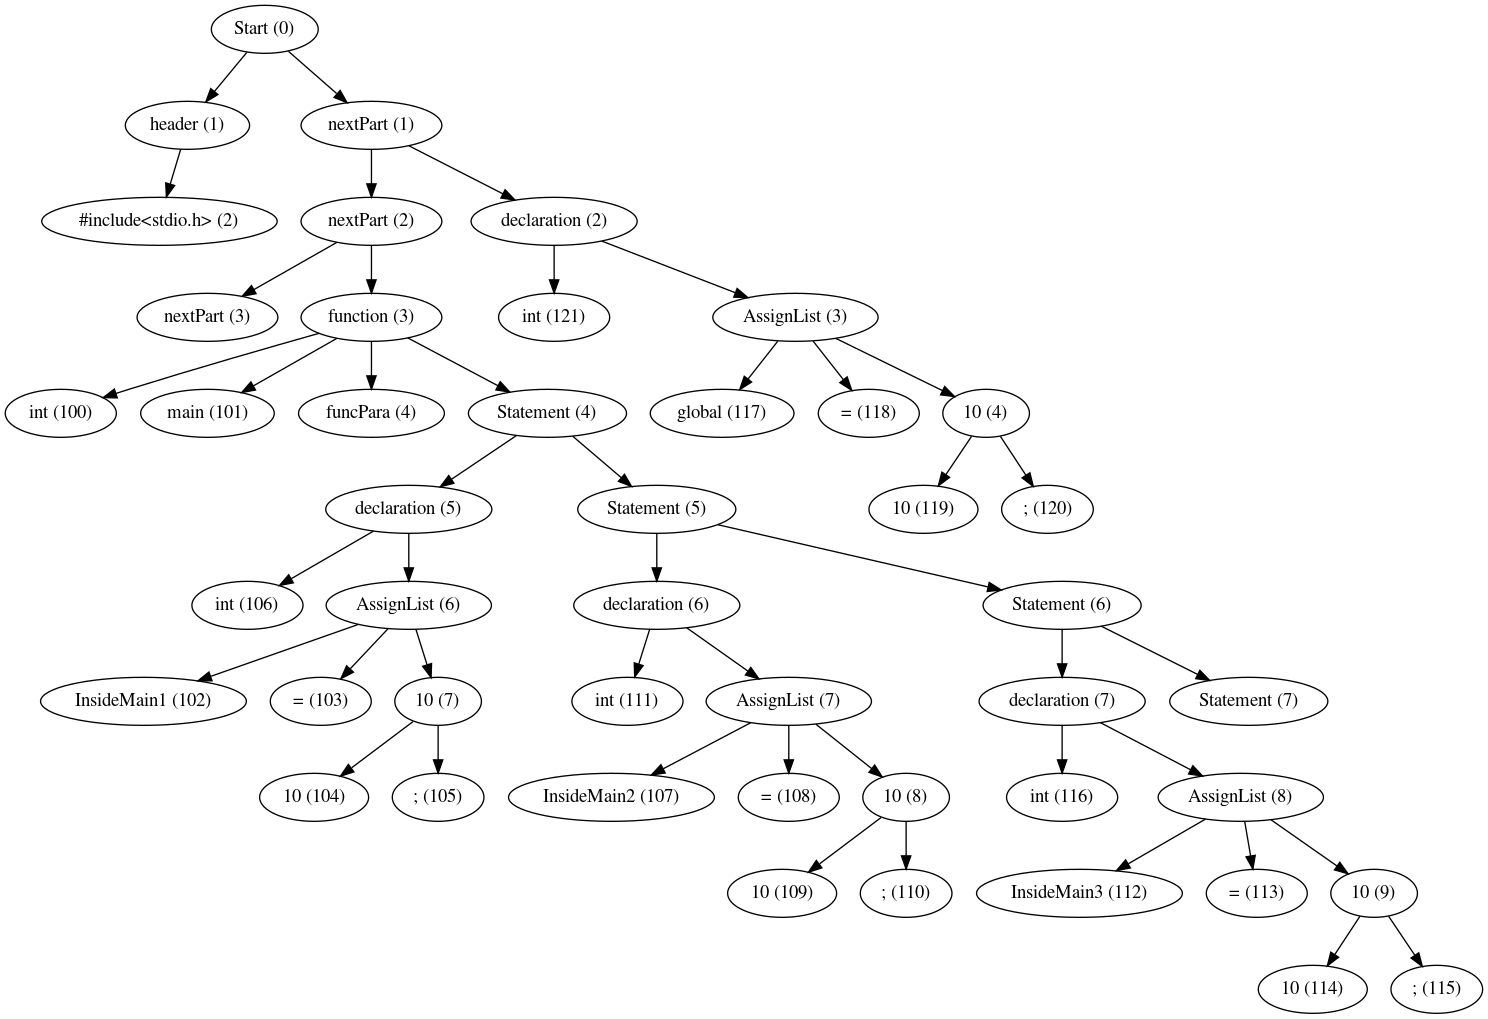 Start (0)
header (1)
nextPart (1)
#include<stdio.h> (2)
nextPart (2)
declaration (2)
nextPart (3)
function (3)
int (121)
AssignList (3)
int (100)
main (101)
funcPara (4)
Statement (4)
global (117)
= (118)
10 (4)
declaration (5)
Statement (5)
10 (119)
; (120)
int (106)
AssignList (6)
declaration (6)
Statement (6)
InsideMain1 (102)
= (103)
10 (7)
int (111)
AssignList (7)
declaration (7)
Statement (7)
10 (104)
; (105)
InsideMain2 (107)
= (108)
10 (8)
int (116)
AssignList (8)
10 (109)
; (110)
InsideMain3 (112)
= (113)
10 (9)
10 (114)
; (115)